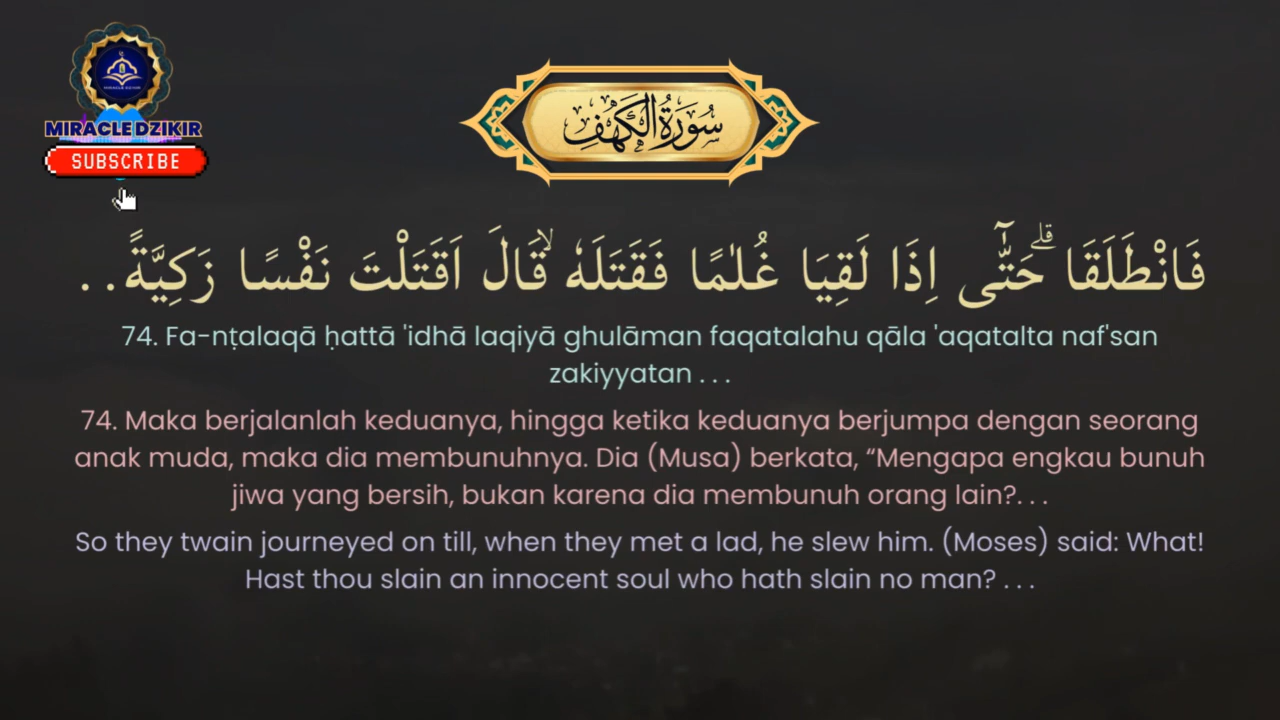 MIRACLE DZIKIR
MIRACLE DZIKIR
SUBSCRIBE
سُوْرَةُ الْكَهْفِ
فَانْطَلَقَا ۗحَتّٰٓى اِذَا لَقِيَا غُلٰمًا فَقَتَلَهٗ ۙقَالَ اَقَتَلْتَ نَفْسًا زَكِيَّةً..
74. Fa-nṭalaqā ḥattā 'idhā laqiyā ghulāman faqatalahu qāla 'aqatalta naf'san
zakiyyatan . . .
74. Maka berjalanlah keduanya, hingga ketika keduanya berjumpa dengan seorang
anak muda, maka dia membunuhnya. Dia (Musa) berkata, “Mengapa engkau bunuh
jiwa yang bersih, bukan karena dia membunuh orang lain?. . .
So they twain journeyed on till, when they met a lad, he slew him. (Moses) said: What!
Hast thou slain an innocent soul who hath slain no man? . . .